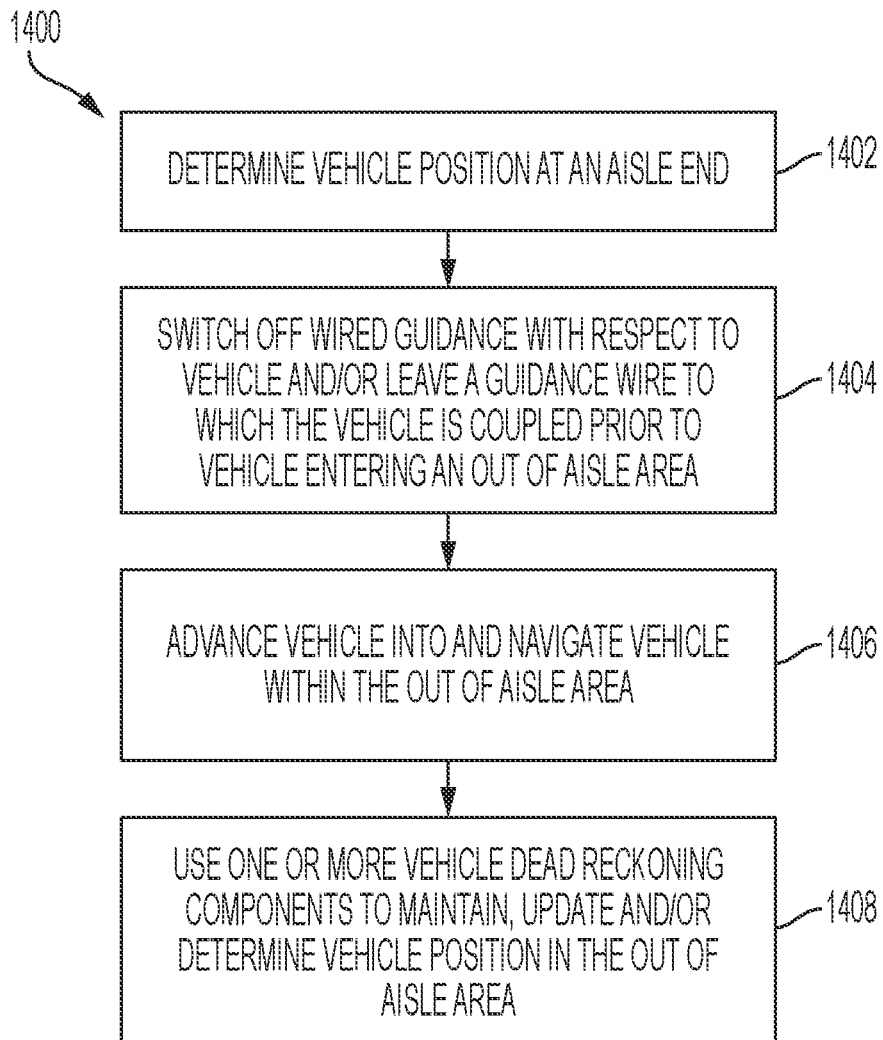 1400
DETERMINE VEHICLE POSITION AT AN AISLE END
1402
SWITCH OFF WIRED GUIDANCE WITH RESPECT TO
VEHICLE AND/OR LEAVE A GUIDANCE WIRE TO
WHICH THE VEHICLE IS COUPLED PRIOR TO
VEHICLE ENTERING AN OUT OF AISLE AREA
1404
ADVANCE VEHICLE INTO AND NAVIGATE VEHICLE
WITHIN THE OUT OF AISLE AREA
1406
USE ONE OR MORE VEHICLE DEAD RECKONING
COMPONENTS TO MAINTAIN, UPDATE AND/OR
DETERMINE VEHICLE POSITION IN THE OUT OF
AISLE AREA
1408